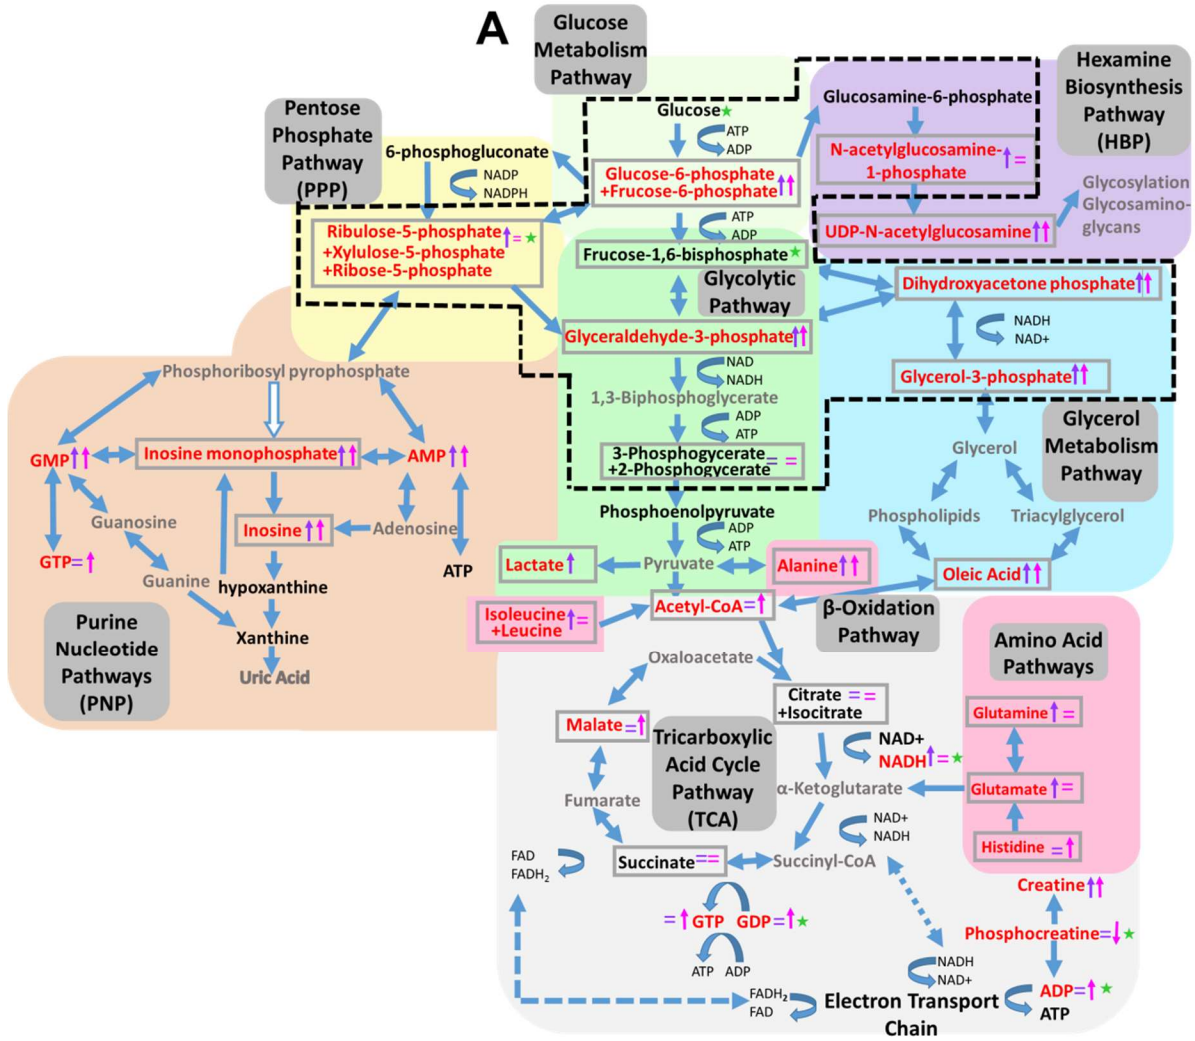 A
Glucose
Metabolism
Pathway
Hexamine
Biosynthesis
Pathway
(HBP)
Pentose
Phosphate
Pathway
(PPP)
Glucose★
ATP
ADP
Glucosamine-6-phosphate
N-acetylglucosamine-↑=
1-phosphate
6-phosphogluconate
NADP
NADPH
Glucose-6-phosphate
+Frucose-6-phosphate↑↑
Glycosylation
Glycosamino-
glycans
UDP-N-acetylglucosamine↑↑
ATP
ADP
Ribulose-5-phosphate↑=★
+Xylulose-5-phosphate
+Ribose-5-phosphate
Frucose-1,6-bisphosphate★
Glycolytic
Pathway
Dihydroxyacetone phosphate↑↑
NADH
NAD+
Glyceraldehyde-3-phosphate↑↑
NAD
NADH
Glycerol-3-phosphate↑↑
Phosphoribosyl pyrophosphate
1,3-Biphosphoglycerate
ADP
ATP
Glycerol
Metabolism
Pathway
Glycerol
GMP↑↑
Inosine monophosphate↑↑
AMP↑↑
3-Phosphogycerate
+2-Phosphogycerate= =
Phosphoenolpyruvate
Phospholipids
Triacylglycerol
Guanosine
Inosine↑↑
Adenosine
ADP
ATP
GTP=↑
Guanine
hypoxanthine
ATP
Lactate↑
Pyruvate
Alanine↑↑
Oleic Acid↑↑
Acetyl-CoA=↑
Isoleucine↑=
+Leucine
β-Oxidation
Pathway
Purine
Nucleotide
Pathways
(PNP)
Xanthine
Uric Acid
Amino Acid
Pathways
Oxaloacetate
Citrate = =
+Isocitrate
Glutamine↑=
Malate=↑
Tricarboxylic
Acid Cycle
Pathway
(TCA)
NAD+
NADH↑=★
α-Ketoglutarate
Glutamate↑=
Fumarate
NAD+
NADH
Histidine =↑
FAD
FADH₂
Succinate==
Succinyl-CoA
Creatine↑↑
=↑GTP
GDP=↑★
Phosphocreatine=↓★
ATP
ADP
NADH
NAD+
ADP=↑★
ATP
FADH₂
FAD
Electron Transport
Chain